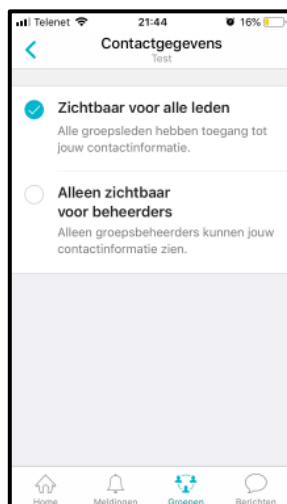 Telenet 21:44 16%
Contactgegevens
Test
Zichtbaar voor alle leden
Alle groepsleden hebben toegang tot
jouw contactinformatie.
Alleen zichtbaar
voor beheerders
Alleen groepsbeheerders kunnen jouw
contactinformatie zien.
Home Meldingen Groepen Berichten